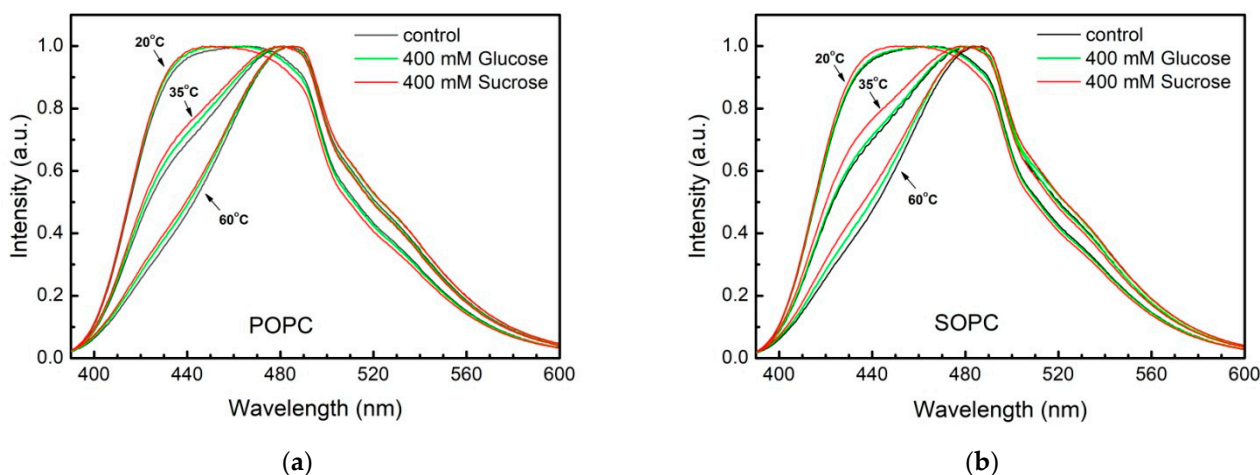 1.0
0.8
0.6
0.4
0.2
0.0
Intensity (a.u.)
20°C
35°C
60°C
control
400 mM Glucose
400 mM Sucrose
POPC
400 440 480 520 560 600
Wavelength (nm)
(a)
1.0
0.8
0.6
0.4
0.2
0.0
Intensity (a.u.)
20°C
35°C
60°C
control
400 mM Glucose
400 mM Sucrose
SOPC
400 440 480 520 560 600
Wavelength (nm)
(b)